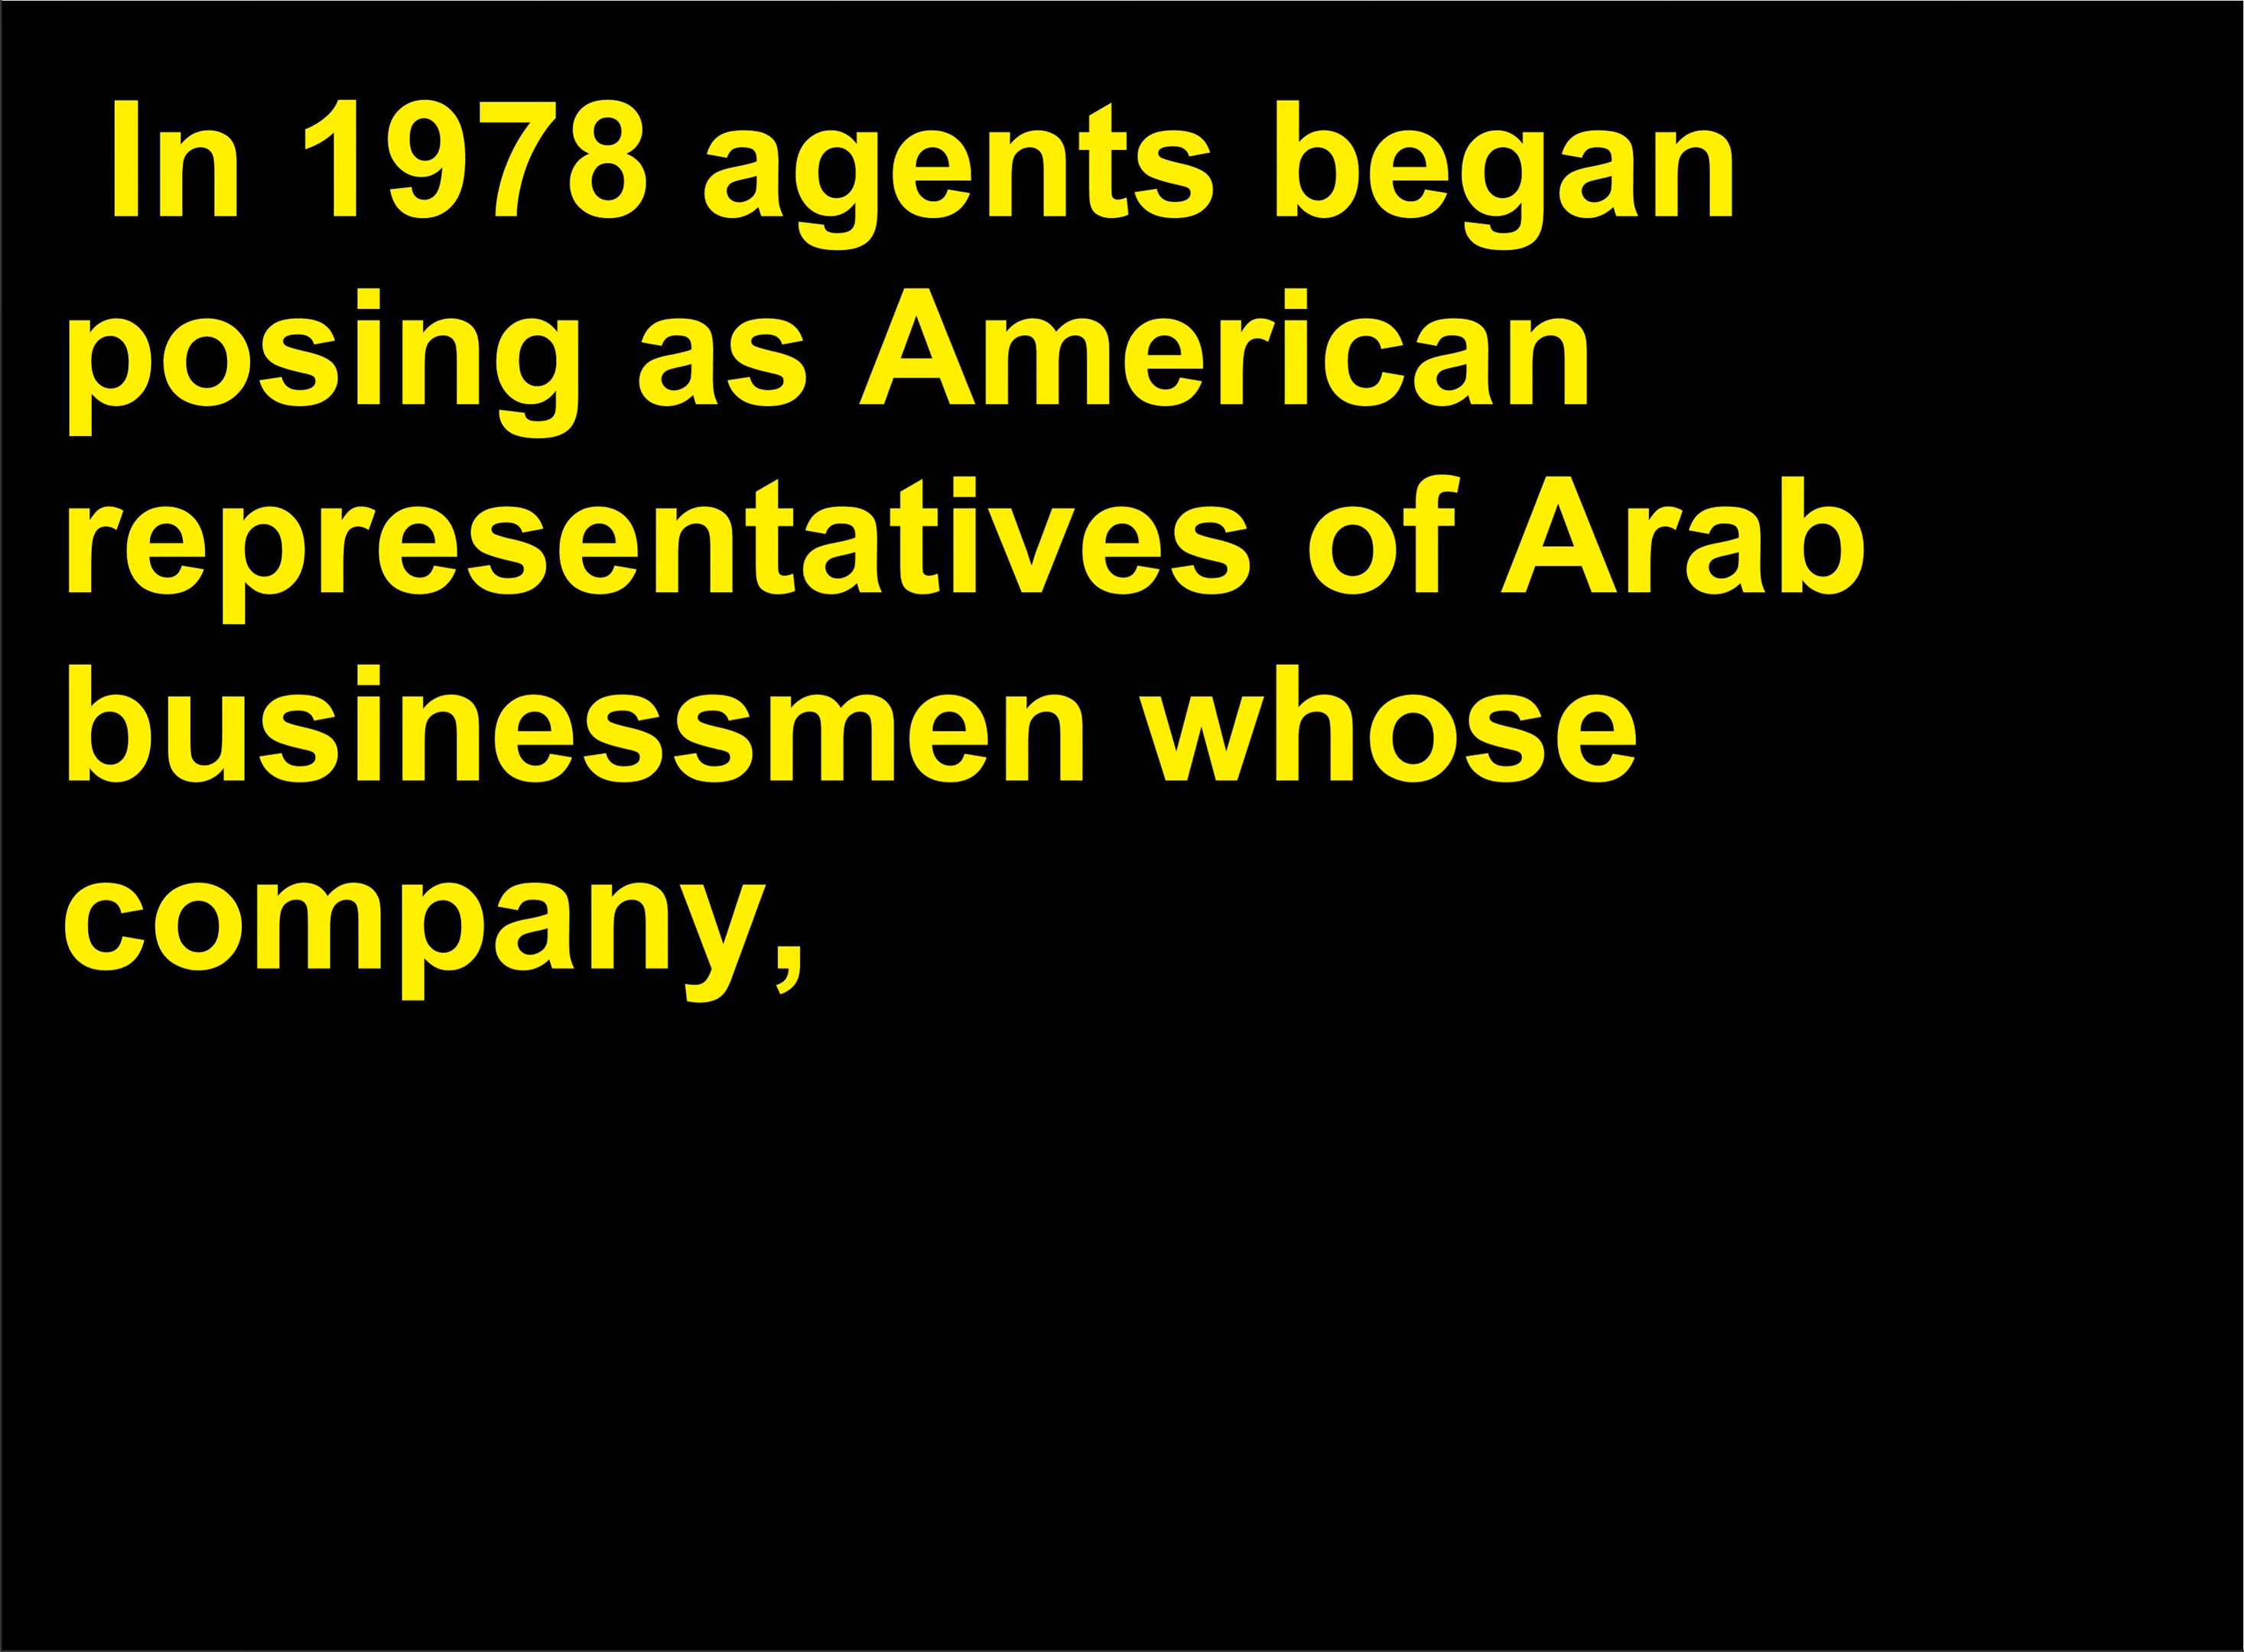 In 1978 agents began
posing as American
representatives of Arab
businessmen whose
company,